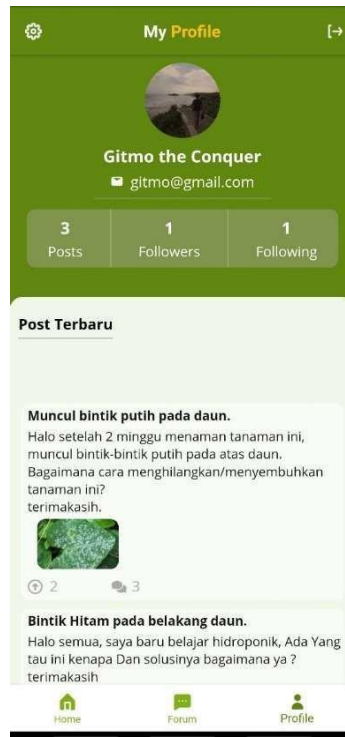 My Profile
Gitmo the Conquer
gitmo@gmail.com
3
Posts
1
Followers
1
Following
Post Terbaru
Muncul bintik putih pada daun.
Halo setelah 2 minggu menaman tanaman ini,
muncul bintik-bintik putih pada atas daun.
Bagaimana cara menghilangkan/menyembuhkan
tanaman ini?
terimakasih.
2
3
Bintik Hitam pada belakang daun.
Halo semua, saya baru belajar hidroponik, Ada Yang
tau ini kenapa Dan solusinya bagaimana ya ?
terimakasih
Home
Forum
Profile